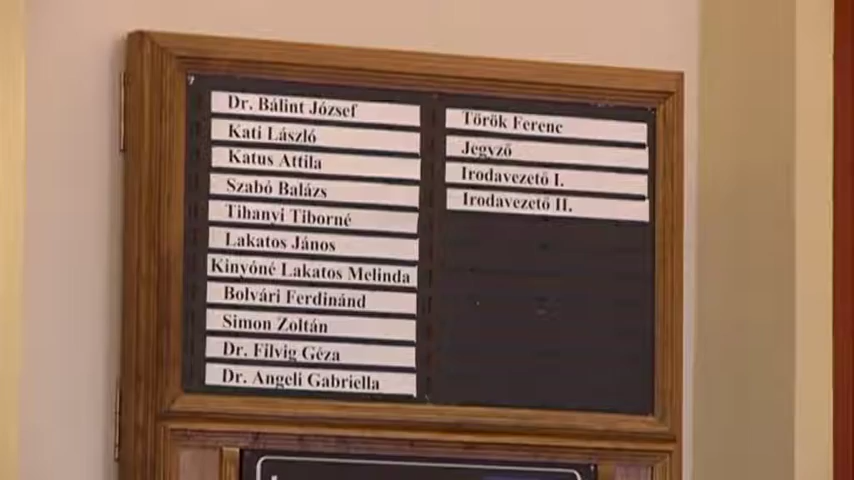 Dr. Bálint József
Kati László
Katus Attila
Szabó Balázs
Tihanyi Tiborné
Lakatos János
Kinyóné Lakatos Melinda
Bolvári Ferdinánd
Simon Zoltán
Dr. Filvig Géza
Dr. Angeli Gabriella
Török Ferenc
Jegyző
Irodavezető I.
Irodavezető II.